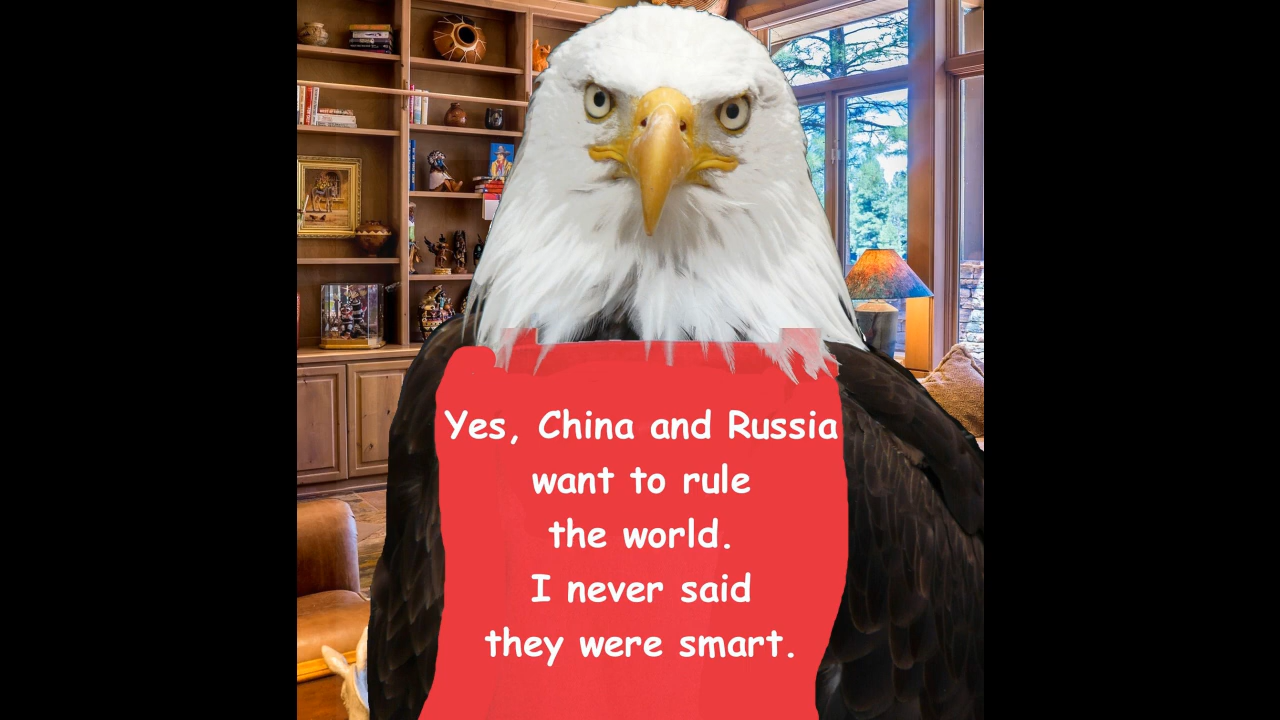 Yes, China and Russia
want to rule
the world.
I never said
they were smart.